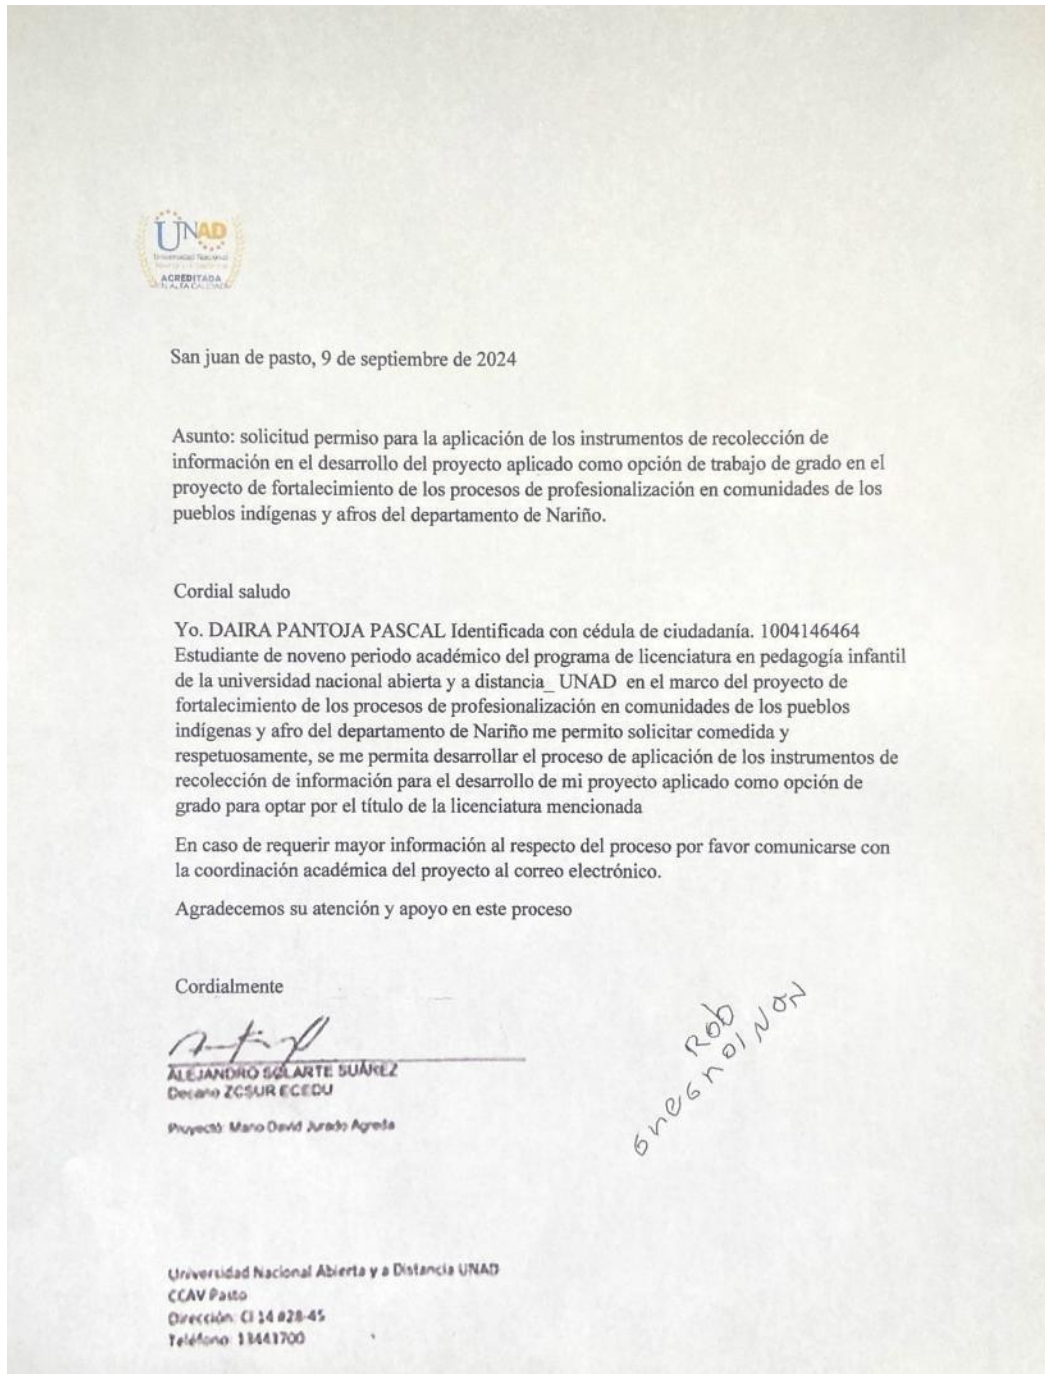 UNAD
Universidad Nacional
Abierta y a Distancia
ACREDITADA
EN ALTA CALIDAD
San juan de pasto, 9 de septiembre de 2024
Asunto: solicitud permiso para la aplicación de los instrumentos de recolección de
información en el desarrollo del proyecto aplicado como opción de trabajo de grado en el
proyecto de fortalecimiento de los procesos de profesionalización en comunidades de los
pueblos indígenas y afros del departamento de Nariño.
Cordial saludo
Yo. DAIRA PANTOJA PASCAL Identificada con cédula de ciudadanía. 1004146464
Estudiante de noveno periodo académico del programa de licenciatura en pedagogía infantil
de la universidad nacional abierta y a distancia_ UNAD en el marco del proyecto de
fortalecimiento de los procesos de profesionalización en comunidades de los pueblos
indígenas y afro del departamento de Nariño me permito solicitar comedida y
respetuosamente, se me permita desarrollar el proceso de aplicación de los instrumentos de
recolección de información para el desarrollo de mi proyecto aplicado como opción de
grado para optar por el título de la licenciatura mencionada
En caso de requerir mayor información al respecto del proceso por favor comunicarse con
la coordinación académica del proyecto al correo electrónico.
Agradecemos su atención y apoyo en este proceso
Cordialmente
ALEJANDRO SOLARTE SUÁREZ
Decano ZCSUR ECEDU
Proyectó: Mario David Jurado Agreda
Universidad Nacional Abierta y a Distancia UNAD
CCAV Pasto
Dirección: Cl 14 #28-45
Teléfono: